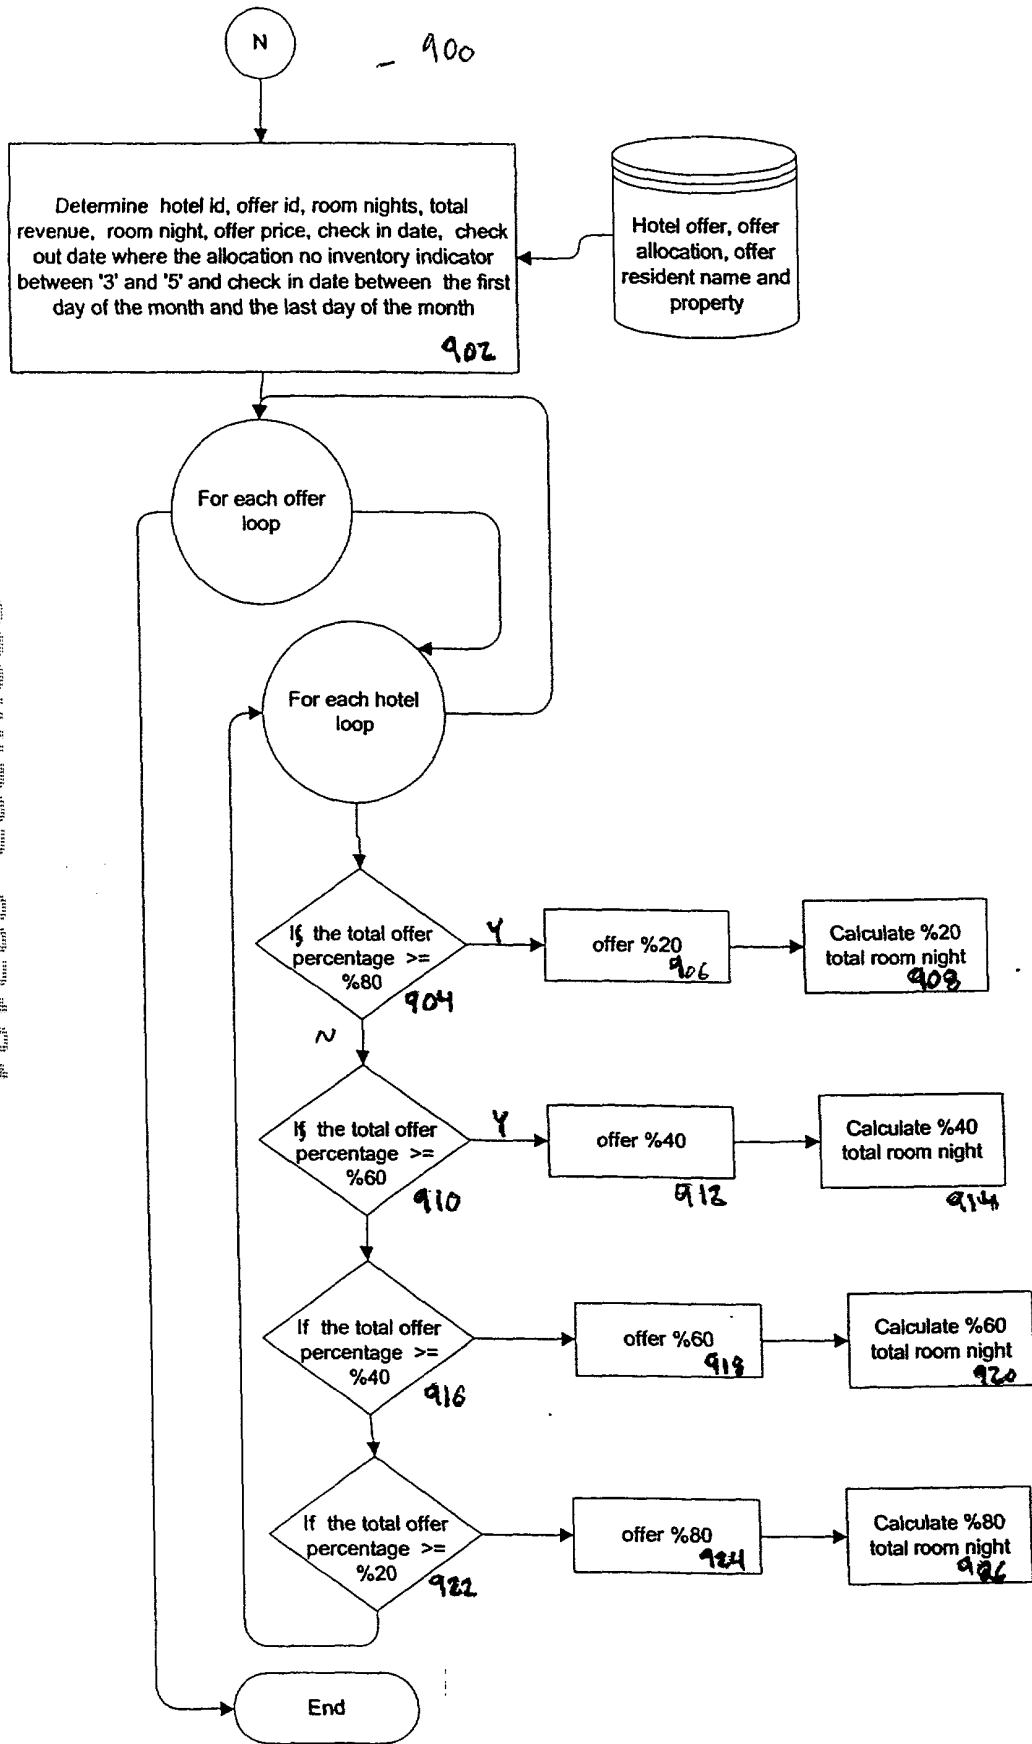 N
900
Determine hotel id, offer id, room nights, total
revenue, room night, offer price, check in date, check
out date where the allocation no inventory indicator
between '3' and '5' and check in date between the first
day of the month and the last day of the month
902
Hotel offer, offer
allocation, offer
resident name and
property
For each offer
loop
For each hotel
loop
If the total offer
percentage >=
%80
904
Y
offer %20
906
Calculate %20
total room night
908
N
If the total offer
percentage >=
%60
910
Y
offer %40
912
Calculate %40
total room night
914
If the total offer
percentage >=
%40
916
offer %60
918
Calculate %60
total room night
920
If the total offer
percentage >=
%20
922
offer %80
924
Calculate %80
total room night
926
End